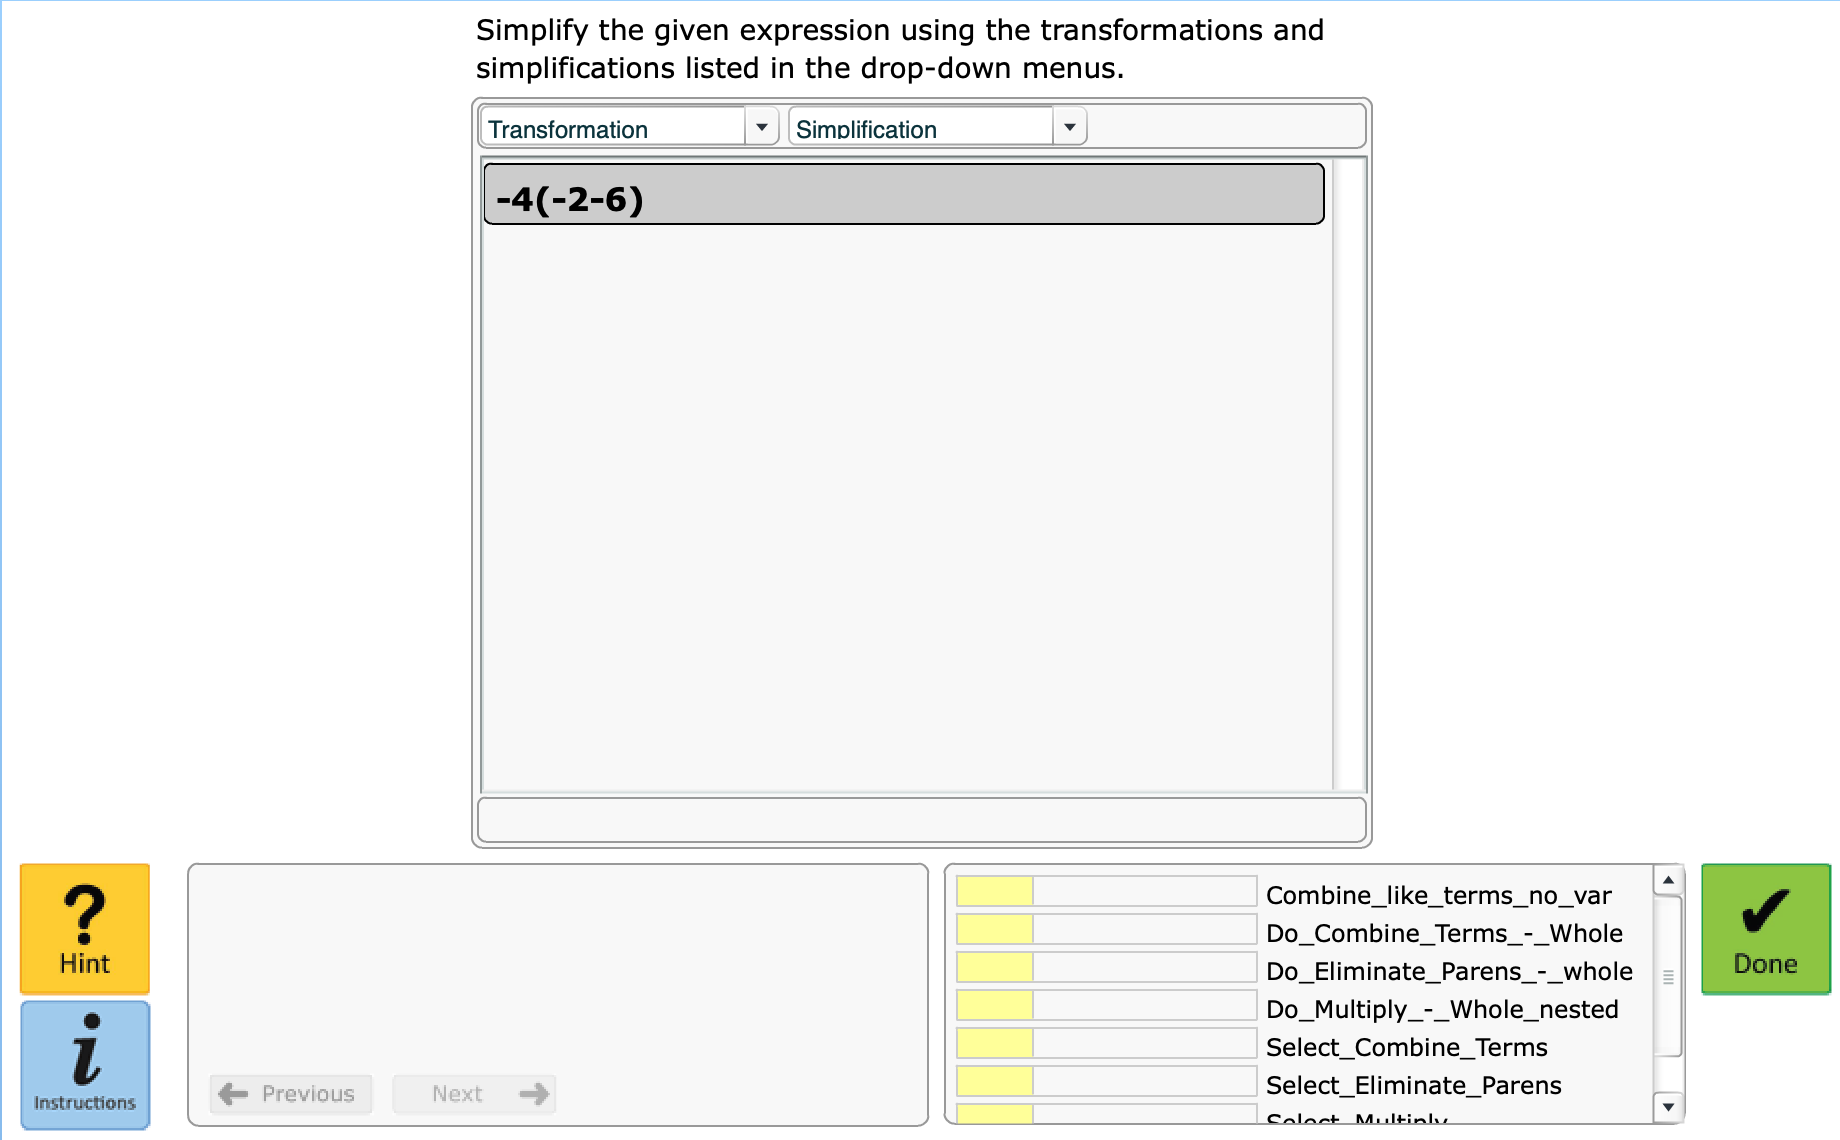 Simplify the given expression using the transformations and
simplifications listed in the drop-down menus.
Transformation
Simplification
-4(-2-6)
Hint
Instructions
Previous
Next
Combine_like_terms_no_var
Do_Combine_Terms_-_Whole
Do_Eliminate_Parens_-_whole
Do_Multiply_-_Whole_nested
Select_Combine_Terms
Select_Eliminate_Parens
Select_Multiply
Done